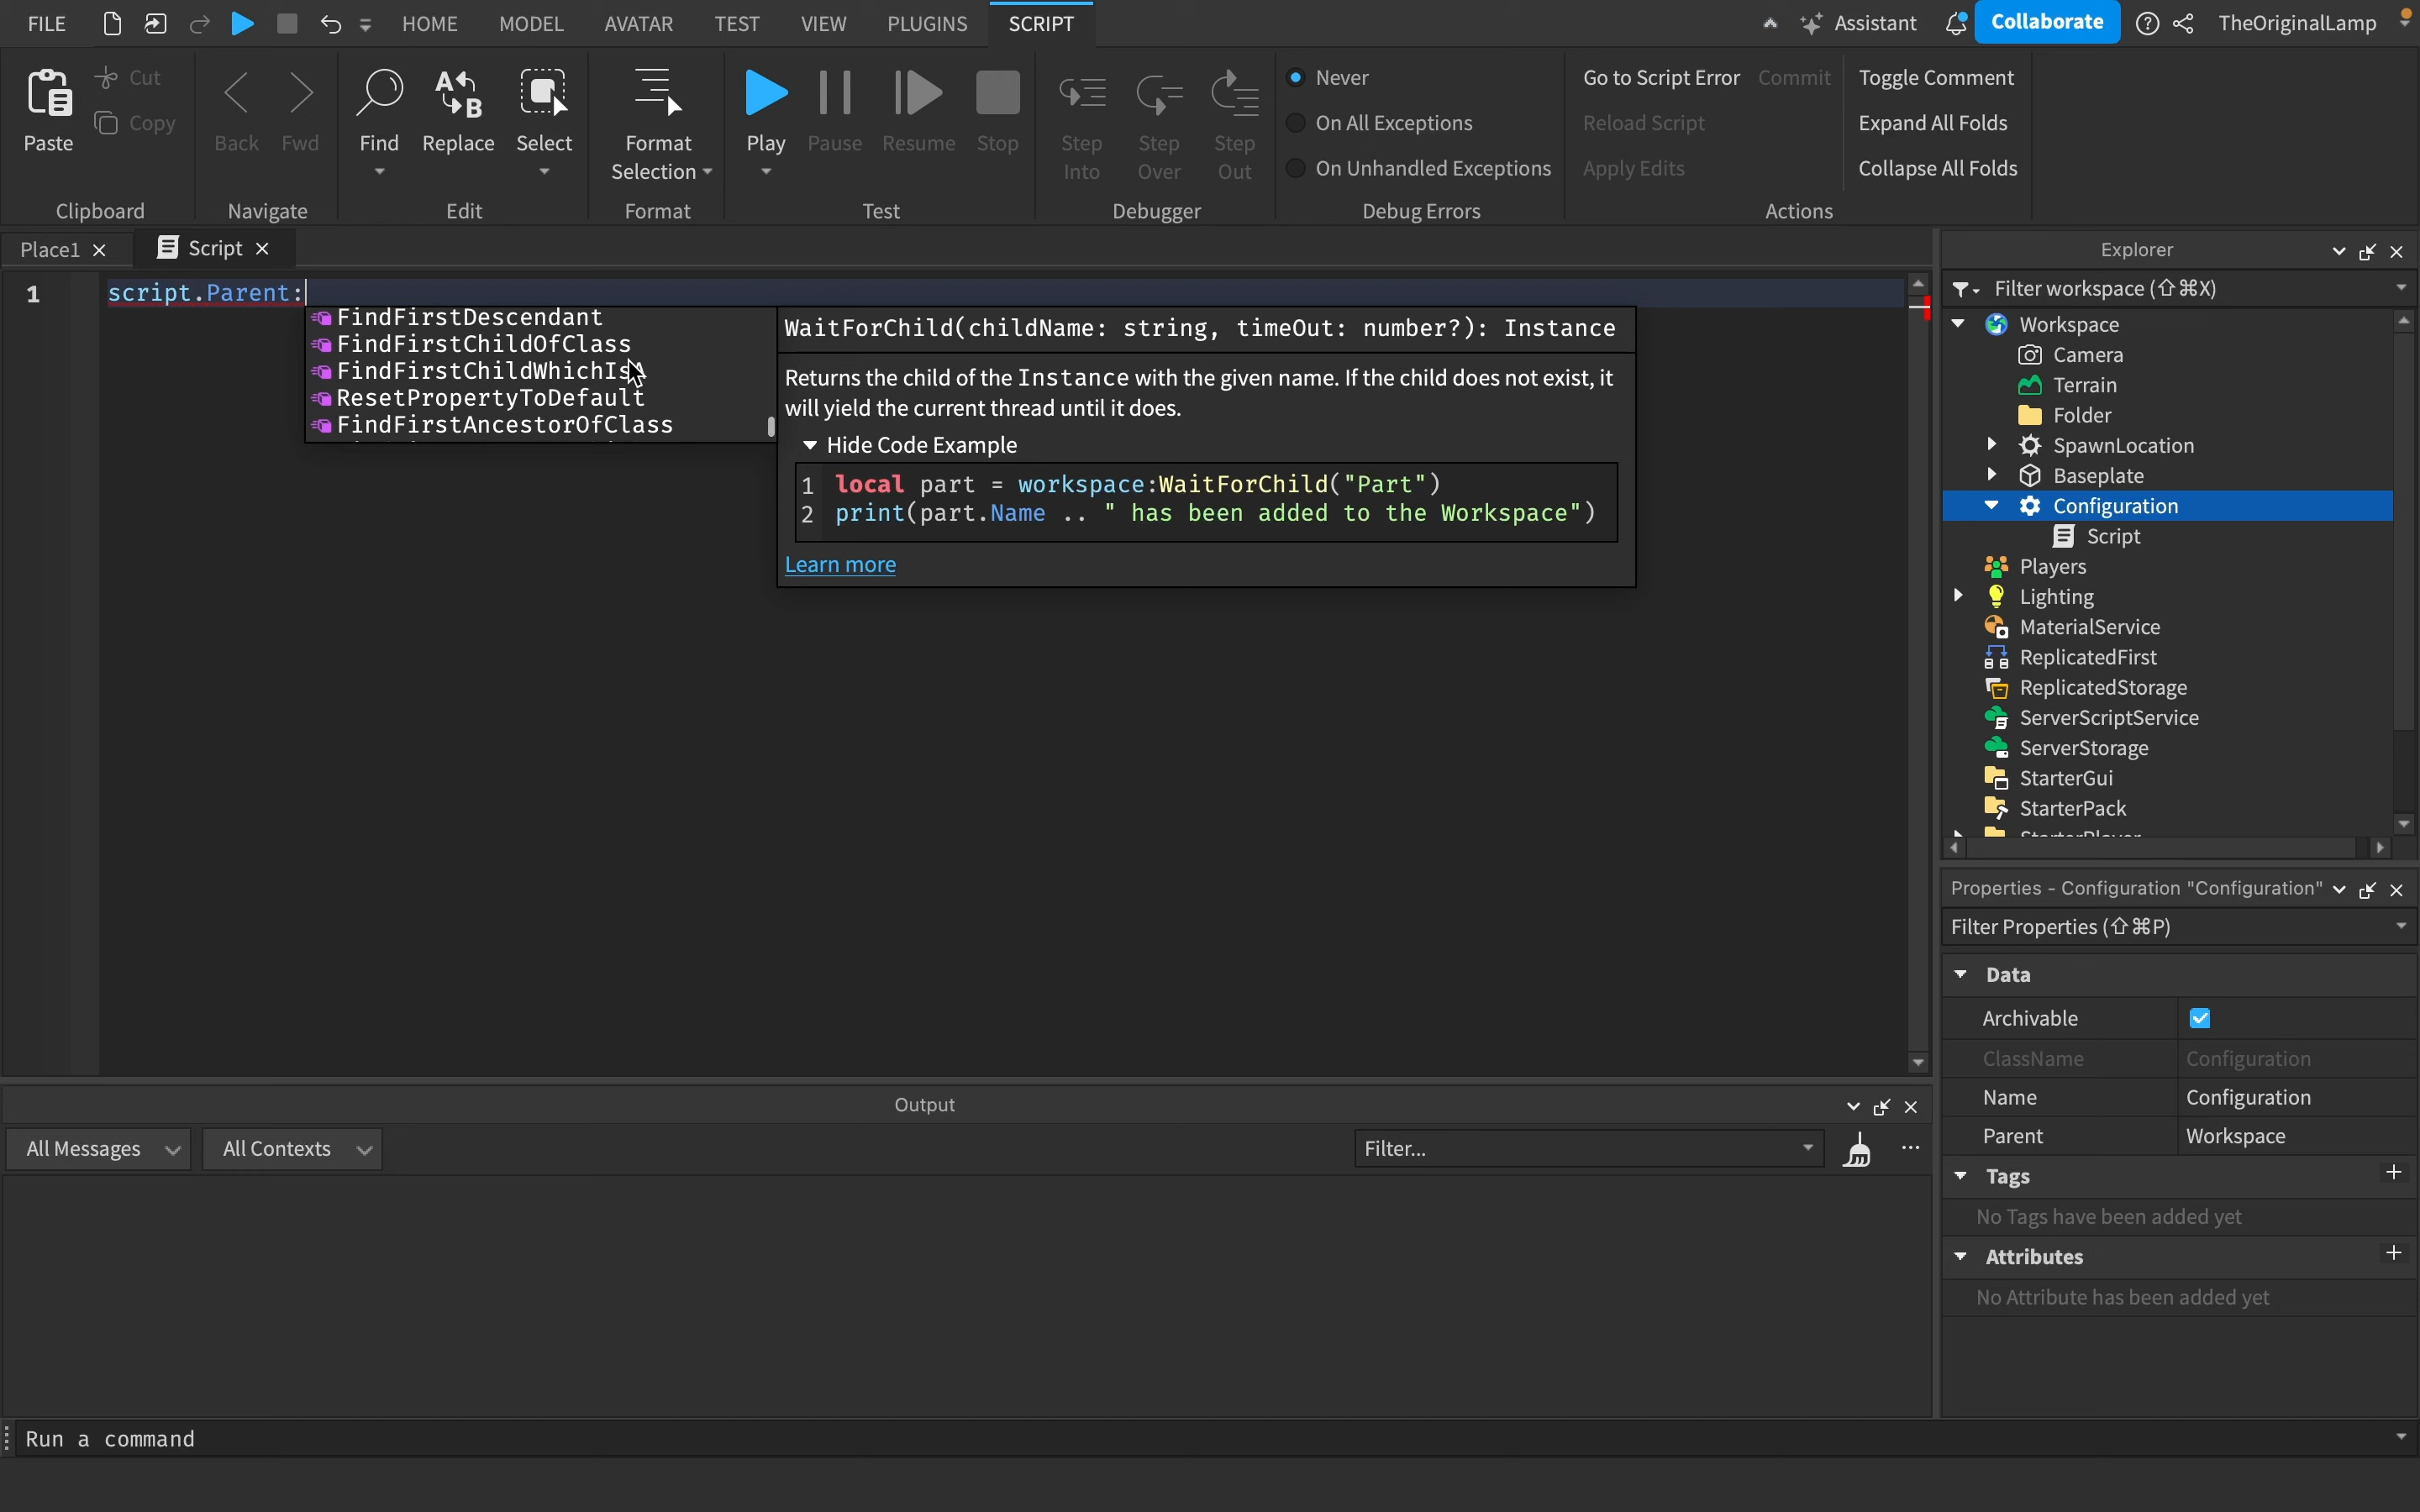 FILE HOME MODEL AVATAR TEST VIEW PLUGINS SCRIPT Assistant Collaborate TheOriginalLamp
Paste Cut Copy
Clipboard
Back Fwd
Navigate
Find Replace Select
Edit
Format Selection
Format
Play Pause Resume Stop
Test
Step Into Step Over Step Out
Debugger
Never
On All Exceptions
On Unhandled Exceptions
Debug Errors
Go to Script Error Commit
Reload Script
Apply Edits
Toggle Comment
Expand All Folds
Collapse All Folds
Actions
Place1 Script
1 script.Parent:
FindFirstDescendant
FindFirstChildOfClass
FindFirstChildWhichIsA
ResetPropertyToDefault
FindFirstAncestorOfClass
WaitForChild(childName: string, timeOut: number?): Instance
Returns the child of the Instance with the given name. If the child does not exist, it
will yield the current thread until it does.
Hide Code Example
1 local part = workspace:WaitForChild("Part")
2 print(part.Name .. " has been added to the Workspace")
Learn more
Explorer
Filter workspace (⇧⌘X)
Workspace
Camera
Terrain
Folder
SpawnLocation
Baseplate
Configuration
Script
Players
Lighting
MaterialService
ReplicatedFirst
ReplicatedStorage
ServerScriptService
ServerStorage
StarterGui
StarterPack
Properties - Configuration "Configuration"
Filter Properties (⇧⌘P)
Data
Archivable
ClassName Configuration
Name Configuration
Parent Workspace
Tags
No Tags have been added yet
Attributes
No Attribute has been added yet
Output
All Messages All Contexts Filter...
Run a command